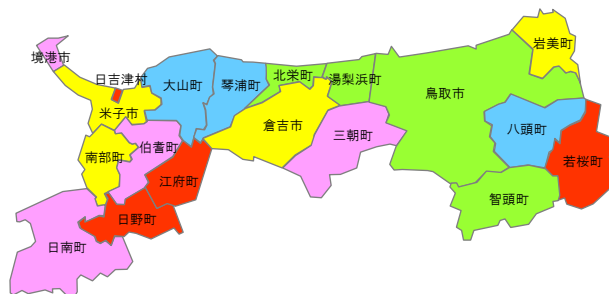 境港市
岩美町
日吉津村
大山町
琴浦町
北栄町
湯梨浜町
鳥取市
米子市
倉吉市
三朝町
八頭町
伯耆町
南部町
江府町
若桜町
智頭町
日野町
日南町